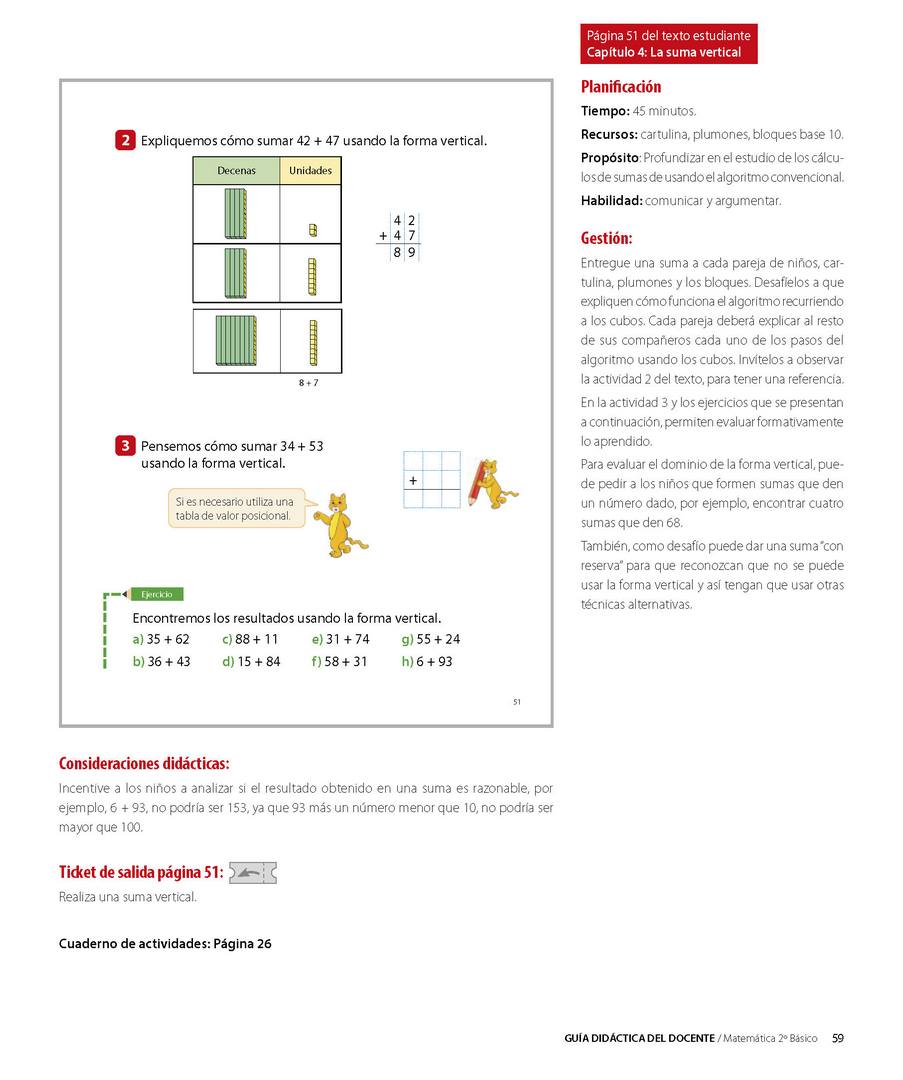 Página 51 del texto estudiante
Capítulo 4: La suma vertical
2 Expliquemos cómo sumar 42 + 47 usando la forma vertical.
Decenas Unidades
4 2
+ 4 7
8 9
8 + 7
3 Pensemos cómo sumar 34 + 53
usando la forma vertical.
+
Si es necesario utiliza una
tabla de valor posicional.
Ejercicio
Encontremos los resultados usando la forma vertical.
a) 35 + 62 c) 88 + 11 e) 31 + 74 g) 55 + 24
b) 36 + 43 d) 15 + 84 f) 58 + 31 h) 6 + 93
51
Planificación
Tiempo: 45 minutos.
Recursos: cartulina, plumones, bloques base 10.
Propósito: Profundizar en el estudio de los cálcu-
los de sumas de usando el algoritmo convencional.
Habilidad: comunicar y argumentar.
Gestión:
Entregue una suma a cada pareja de niños, car-
tulina, plumones y los bloques. Desafíelos a que
expliquen cómo funciona el algoritmo recurriendo
a los cubos. Cada pareja deberá explicar al resto
de sus compañeros cada uno de los pasos del
algoritmo usando los cubos. Invítelos a observar
la actividad 2 del texto, para tener una referencia.
En la actividad 3 y los ejercicios que se presentan
a continuación, permiten evaluar formativamente
lo aprendido.
Para evaluar el dominio de la forma vertical, pue-
de pedir a los niños que formen sumas que den
un número dado, por ejemplo, encontrar cuatro
sumas que den 68.
También, como desafío puede dar una suma “con
reserva” para que reconozcan que no se puede
usar la forma vertical y así tengan que usar otras
técnicas alternativas.
Consideraciones didácticas:
Incentive a los niños a analizar si el resultado obtenido en una suma es razonable, por
ejemplo, 6 + 93, no podría ser 153, ya que 93 más un número menor que 10, no podría ser
mayor que 100.
Ticket de salida página 51:
Realiza una suma vertical.
Cuaderno de actividades: Página 26
GUÍA DIDÁCTICA DEL DOCENTE / Matemática 2º Básico 59